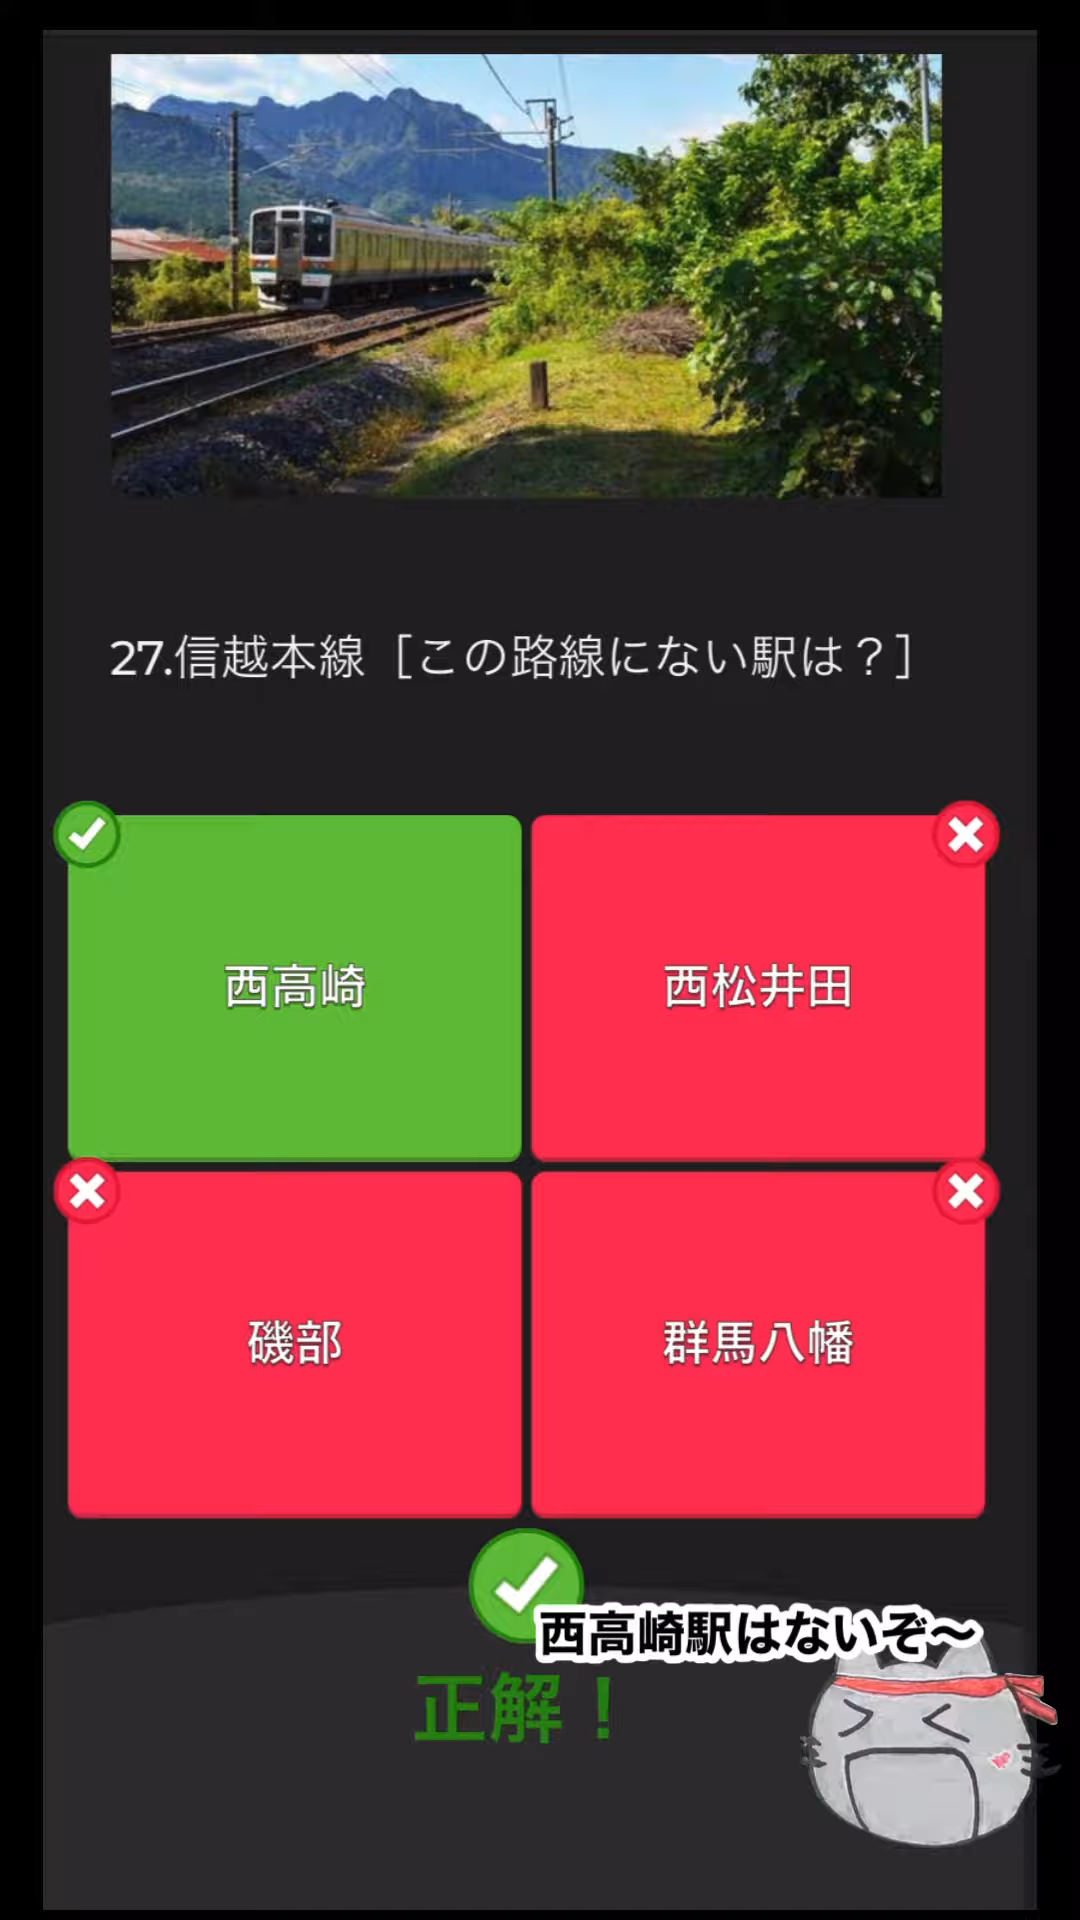 27.信越本線［この路線にない駅は？］
西高崎
西松井田
磯部
群馬八幡
西高崎駅はないぞ〜
正解！